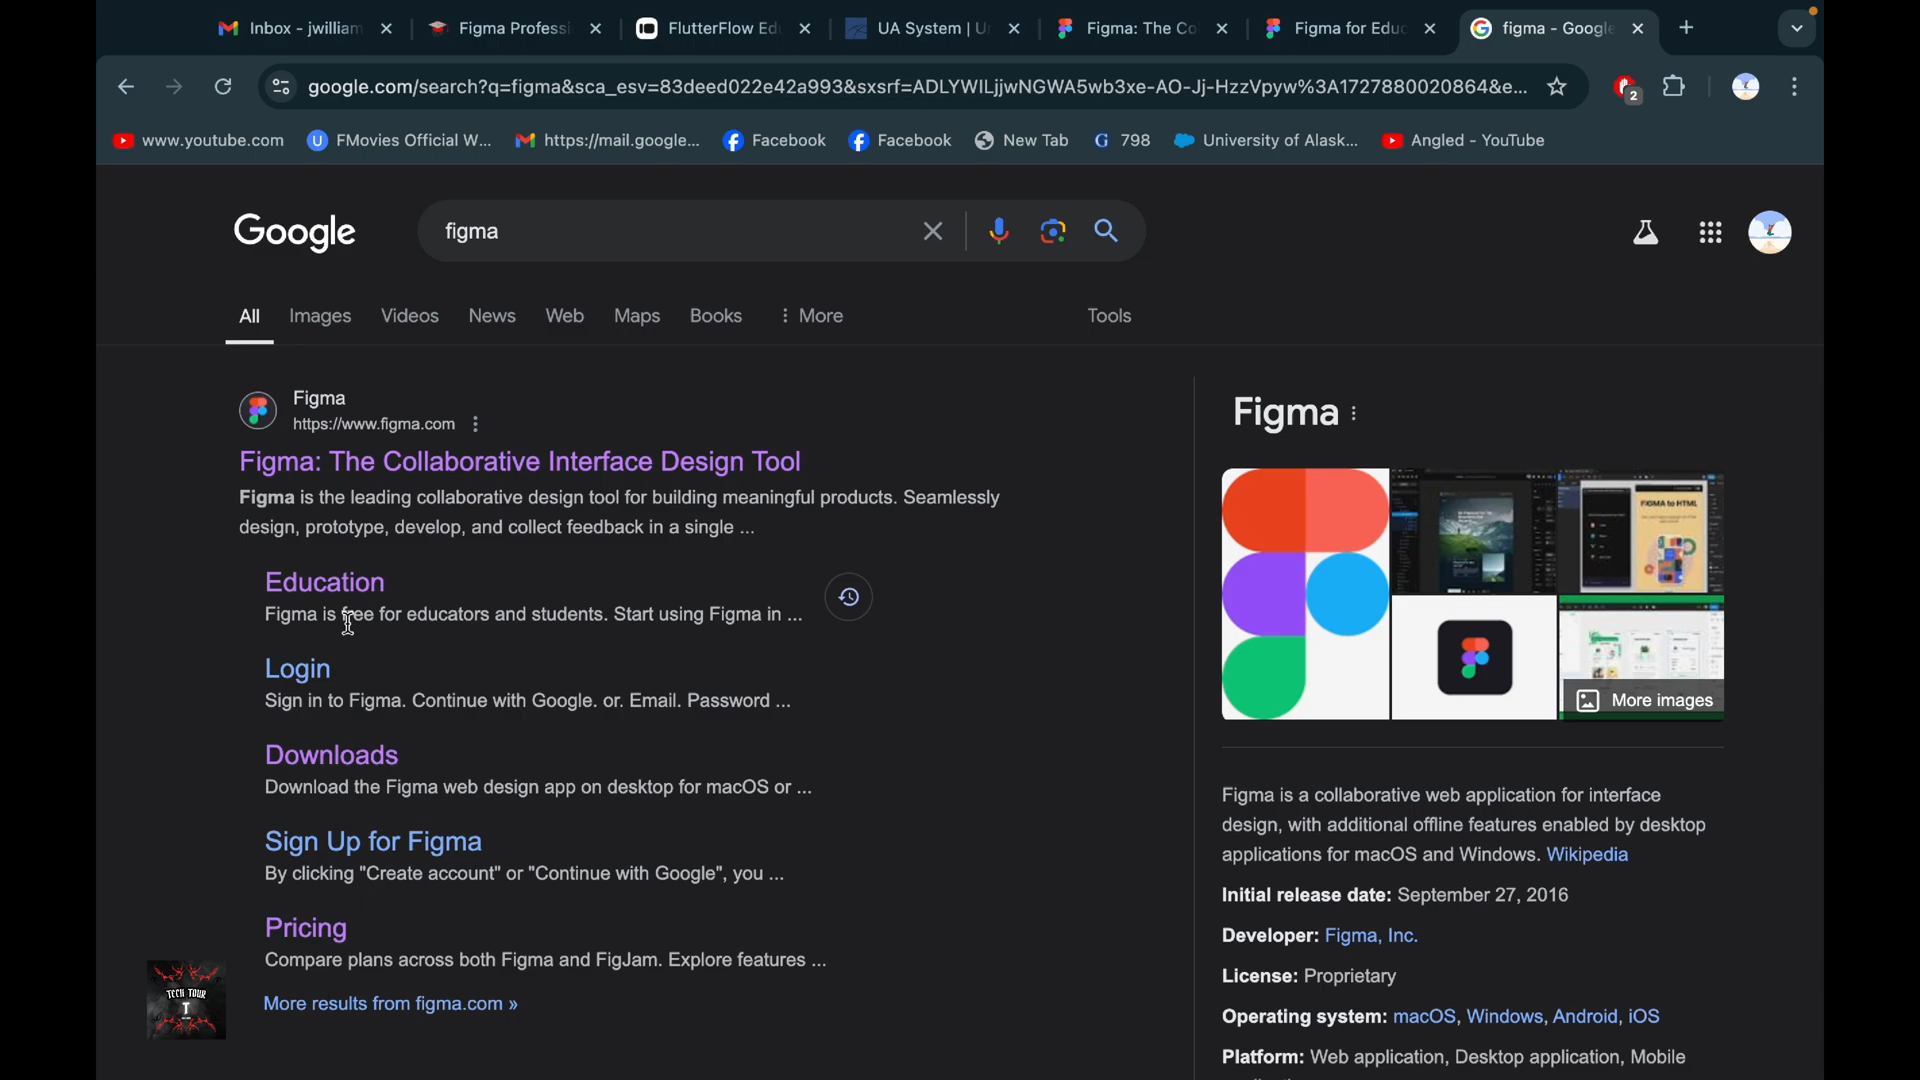 Inbox - jwilliam
Figma Professi
FlutterFlow Edu
UA System | Un
Figma: The Col
Figma for Educ
figma - Google
google.com/search?q=figma&sca_esv=83deed022e42a993&sxsrf=ADLYWILjjwNGWA5wb3xe-AO-Jj-HzzVpyw%3A1727880020864&e...
2
www.youtube.com
FMovies Official W...
https://mail.google...
Facebook
Facebook
New Tab
798
University of Alask...
Angled - YouTube
Google
figma
All
Images
Videos
News
Web
Maps
Books
More
Tools
Figma
https://www.figma.com
Figma: The Collaborative Interface Design Tool
Figma is the leading collaborative design tool for building meaningful products. Seamlessly
design, prototype, develop, and collect feedback in a single ...
Education
Figma is free for educators and students. Start using Figma in ...
Login
Sign in to Figma. Continue with Google. or. Email. Password ...
Downloads
Download the Figma web design app on desktop for macOS or ...
Sign Up for Figma
By clicking "Create account" or "Continue with Google", you ...
Pricing
Compare plans across both Figma and FigJam. Explore features ...
More results from figma.com »
TECH TOUR
T
Figma
FIGMA to HTML
More images
Figma is a collaborative web application for interface
design, with additional offline features enabled by desktop
applications for macOS and Windows. Wikipedia
Initial release date: September 27, 2016
Developer: Figma, Inc.
License: Proprietary
Operating system: macOS, Windows, Android, iOS
Platform: Web application, Desktop application, Mobile